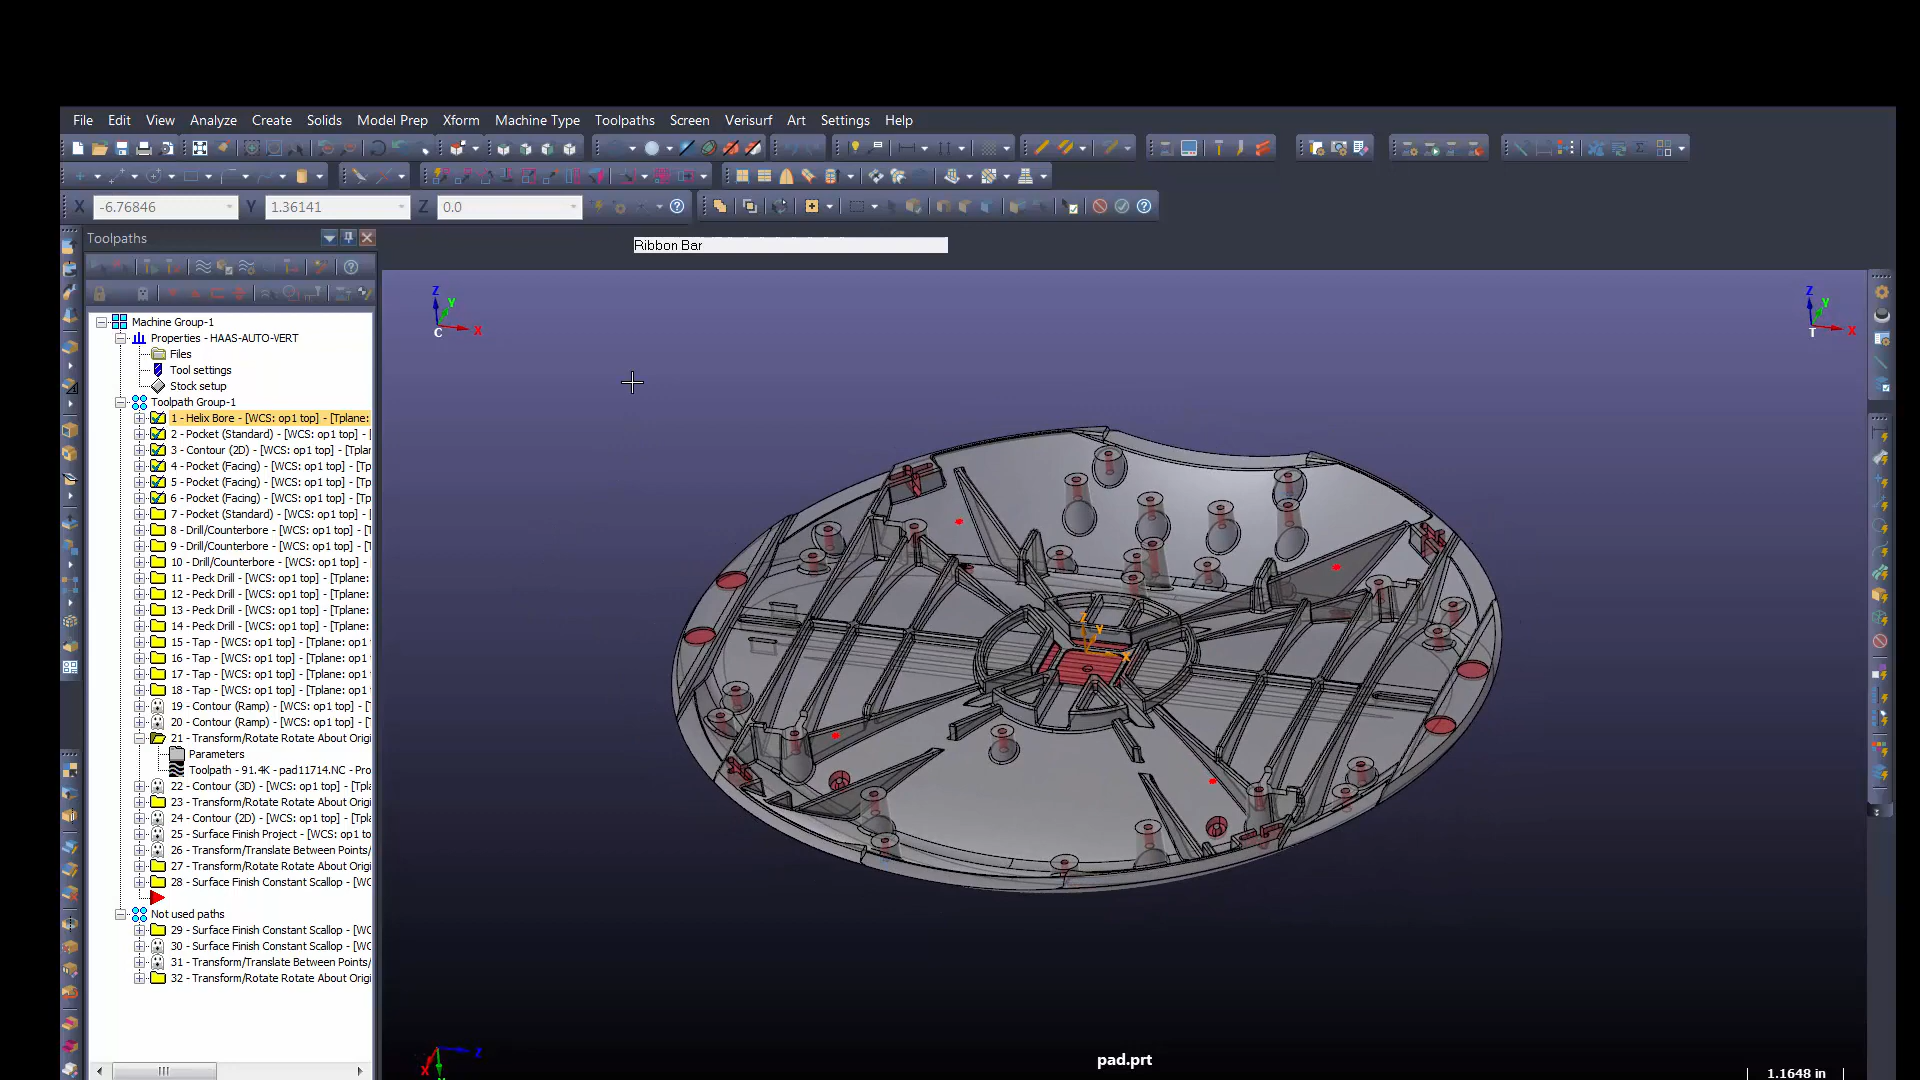 File Edit View Analyze Create Solids Model Prep Xform Machine Type Toolpaths Screen Verisurf Art Settings Help
X -6.76846 Y 1.36141 Z 0.0
Toolpaths
Ribbon Bar
Machine Group-1
Properties - HAAS-AUTO-VERT
Files
Tool settings
Stock setup
Toolpath Group-1
1 - Helix Bore - [WCS: op1 top] - [Tplane:
2 - Pocket (Standard) - [WCS: op1 top] - [
3 - Contour (2D) - [WCS: op1 top] - [Tplar
4 - Pocket (Facing) - [WCS: op1 top] - [Tp
5 - Pocket (Facing) - [WCS: op1 top] - [Tp
6 - Pocket (Facing) - [WCS: op1 top] - [Tp
7 - Pocket (Standard) - [WCS: op1 top] - [
8 - Drill/Counterbore - [WCS: op1 top] - [T
9 - Drill/Counterbore - [WCS: op1 top] - [T
10 - Drill/Counterbore - [WCS: op1 top] - [
11 - Peck Drill - [WCS: op1 top] - [Tplane:
12 - Peck Drill - [WCS: op1 top] - [Tplane:
13 - Peck Drill - [WCS: op1 top] - [Tplane:
14 - Peck Drill - [WCS: op1 top] - [Tplane:
15 - Tap - [WCS: op1 top] - [Tplane: op
16 - Tap - [WCS: op1 top] - [Tplane: op
17 - Tap - [WCS: op1 top] - [Tplane: op
18 - Tap - [WCS: op1 top] - [Tplane: op
19 - Contour (Ramp) - [WCS: op1 top] - [T
20 - Contour (Ramp) - [WCS: op1 top] - [T
21 - Transform/Rotate Rotate About Origi
Parameters
Toolpath - 91.4K - pad11714.NC - Pro
22 - Contour (3D) - [WCS: op1 top] - [Tpl
23 - Transform/Rotate Rotate About Origi
24 - Contour (2D) - [WCS: op1 top] - [Tpl
25 - Surface Finish Project - [WCS: op1 to
26 - Transform/Translate Between Points/
27 - Transform/Rotate Rotate About Origi
28 - Surface Finish Constant Scallop - [WC
Not used paths
29 - Surface Finish Constant Scallop - [WC
30 - Surface Finish Constant Scallop - [WC
31 - Transform/Translate Between Points/
32 - Transform/Rotate Rotate About Origi
Z Y X C
Z Y X T
Z Y X
Z X
pad.prt
1.1648 in